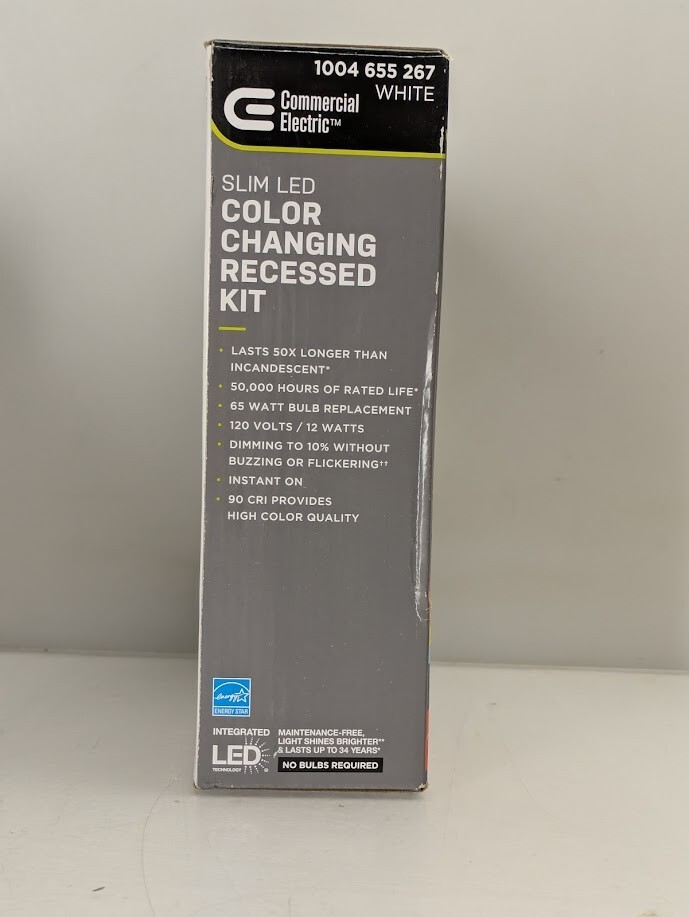 1004 655 267
WHITE
Commercial
Electric™
SLIM LED
COLOR
CHANGING
RECESSED
KIT
• LASTS 50X LONGER THAN
INCANDESCENT*
• 50,000 HOURS OF RATED LIFE*
• 65 WATT BULB REPLACEMENT
• 120 VOLTS / 12 WATTS
• DIMMING TO 10% WITHOUT
BUZZING OR FLICKERING††
• INSTANT ON
• 90 CRI PROVIDES
HIGH COLOR QUALITY
energy
ENERGY STAR
INTEGRATED
LED
TECHNOLOGY
MAINTENANCE-FREE,
LIGHT SHINES BRIGHTER**
& LASTS UP TO 34 YEARS*
NO BULBS REQUIRED